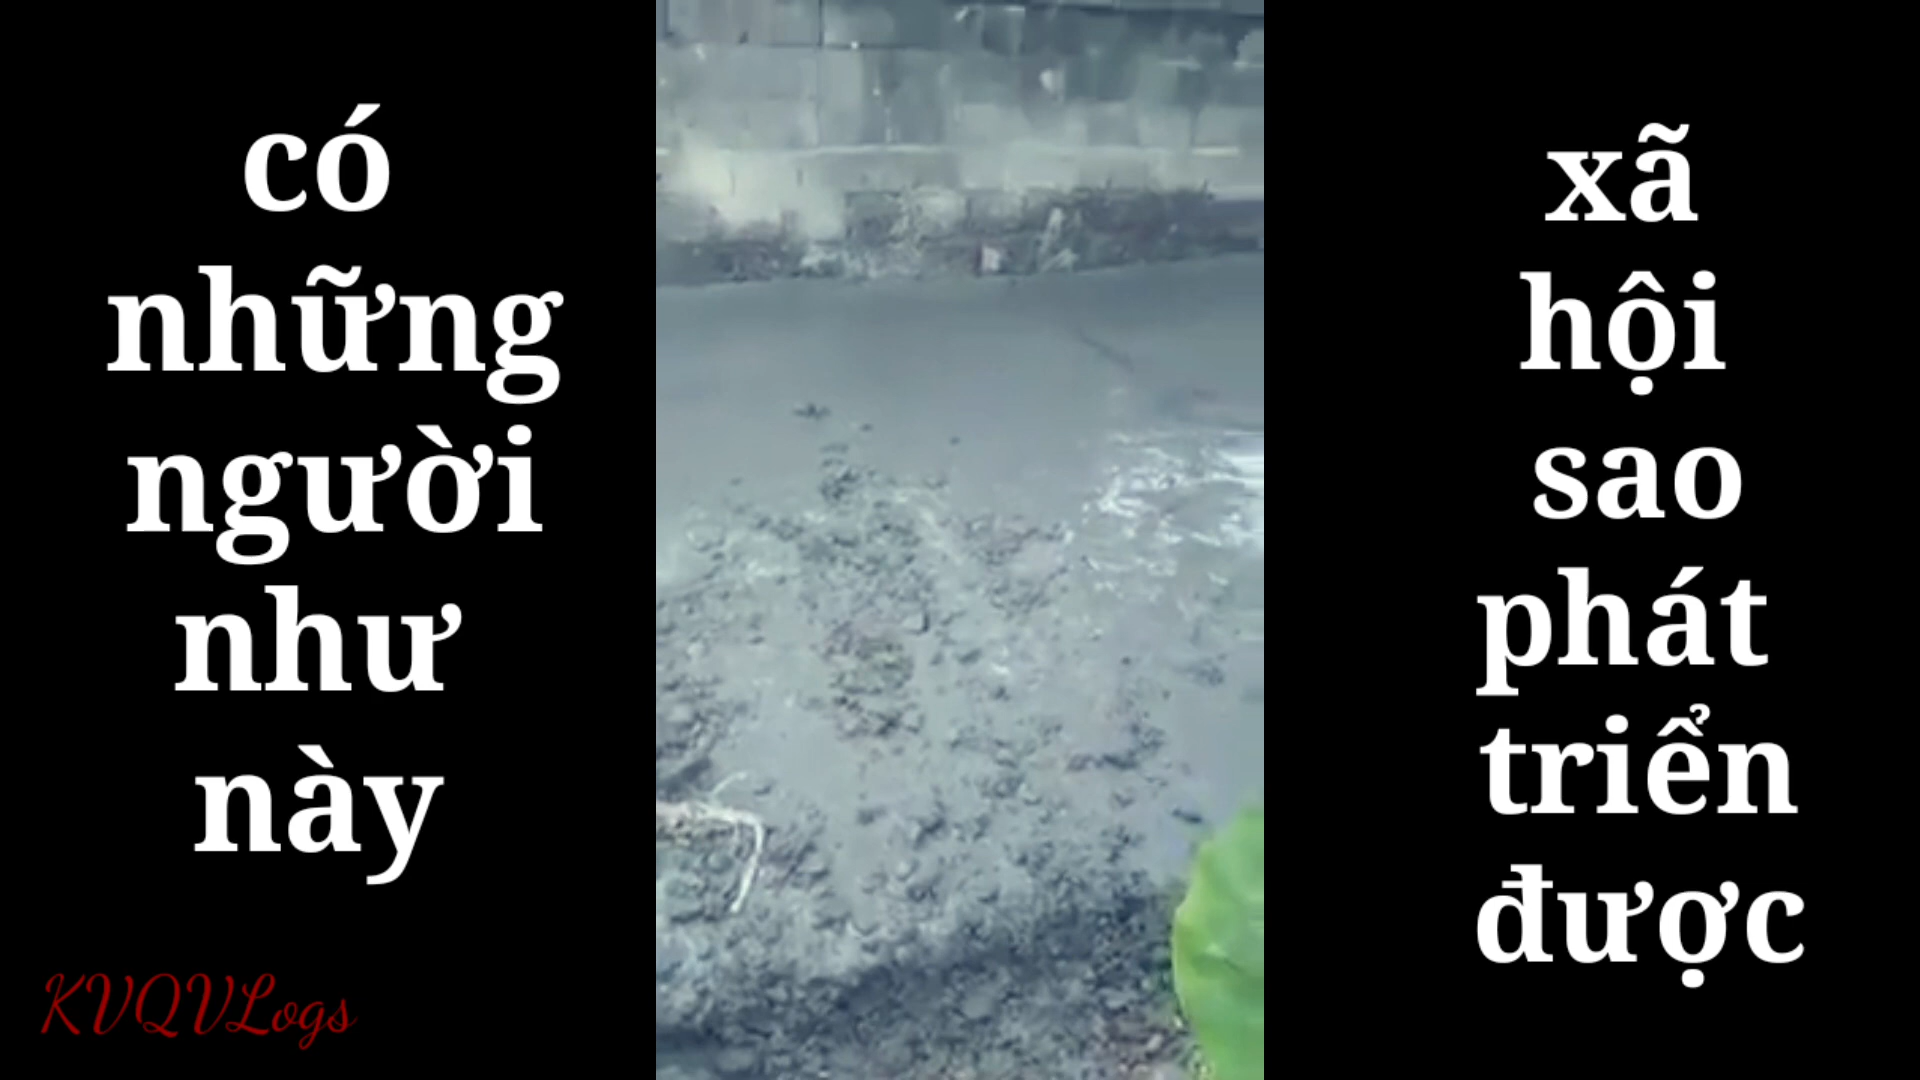 có
những
người
như
này
KVQVLogs
xã
hội
sao
phát
triển
được